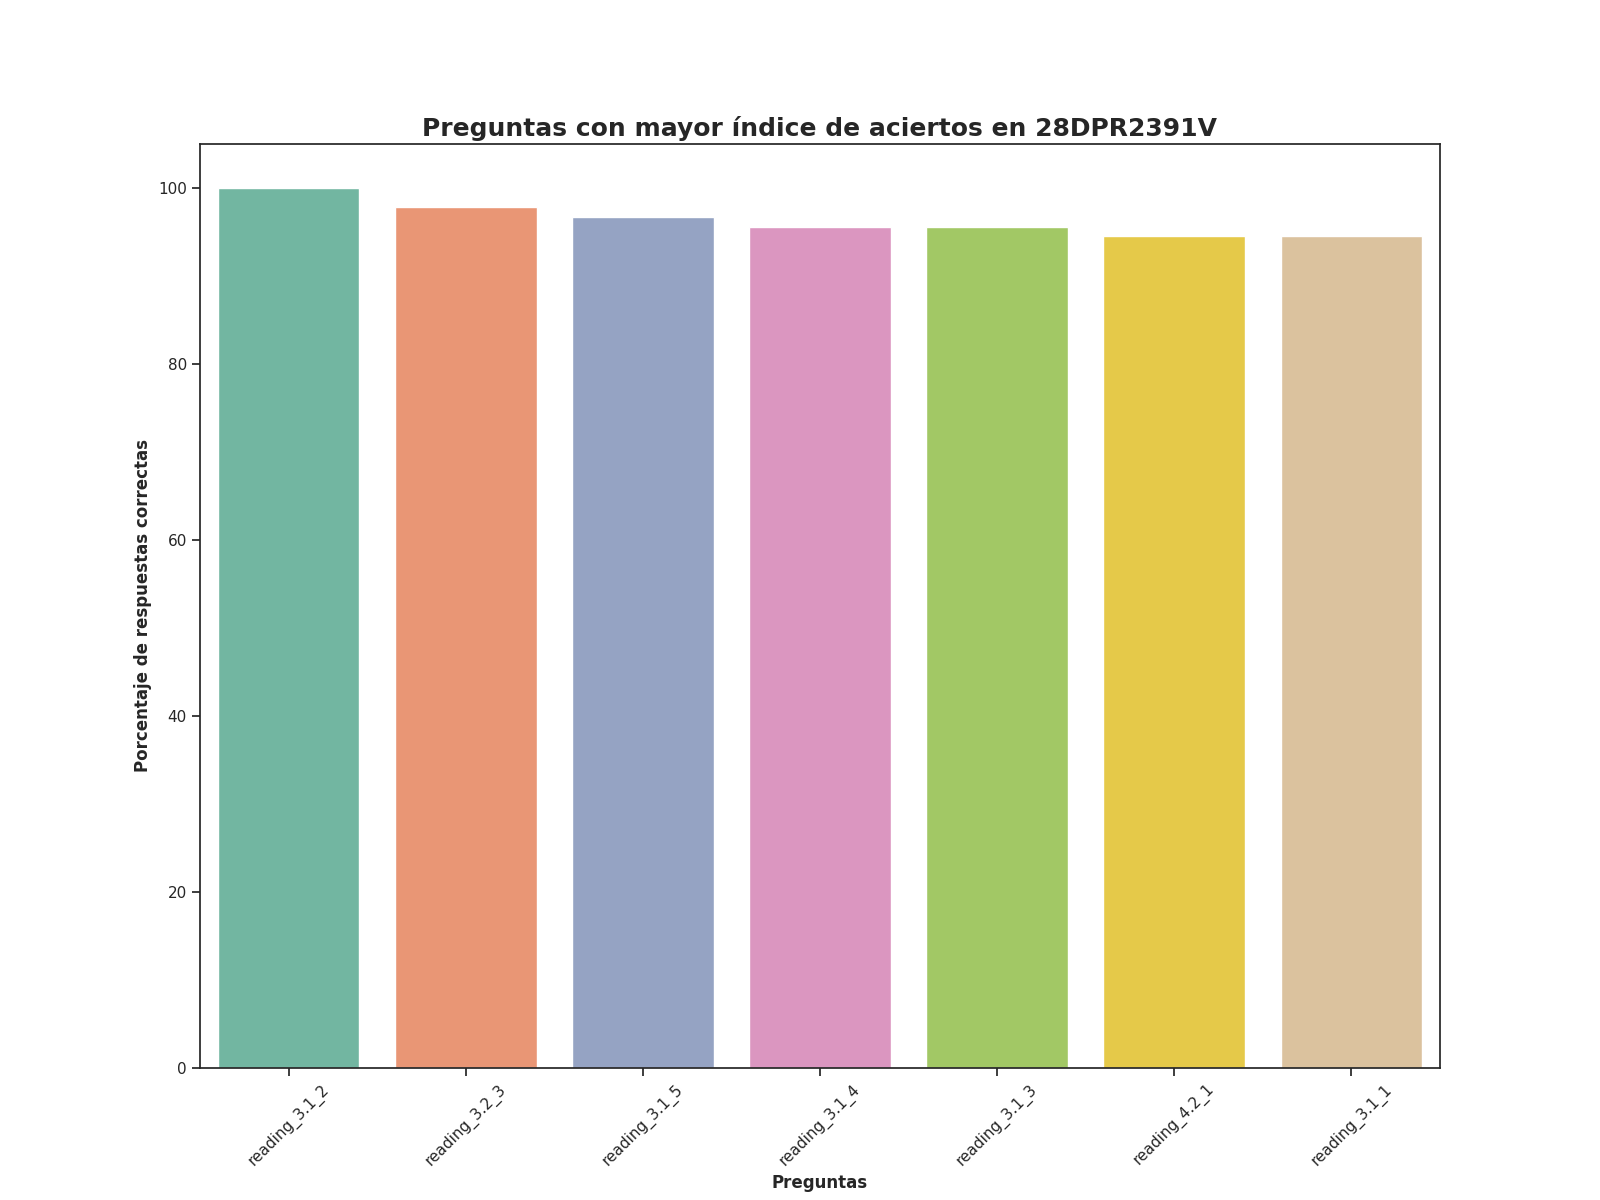 Preguntas con mayor índice de aciertos en 28DPR2391V
Porcentaje de respuestas correctas
100
80
60
40
20
0
reading_3.1_2
reading_3.2_3
reading_3.1_5
reading_3.1_4
reading_3.1_3
reading_4.2_1
reading_3.1_1
Preguntas